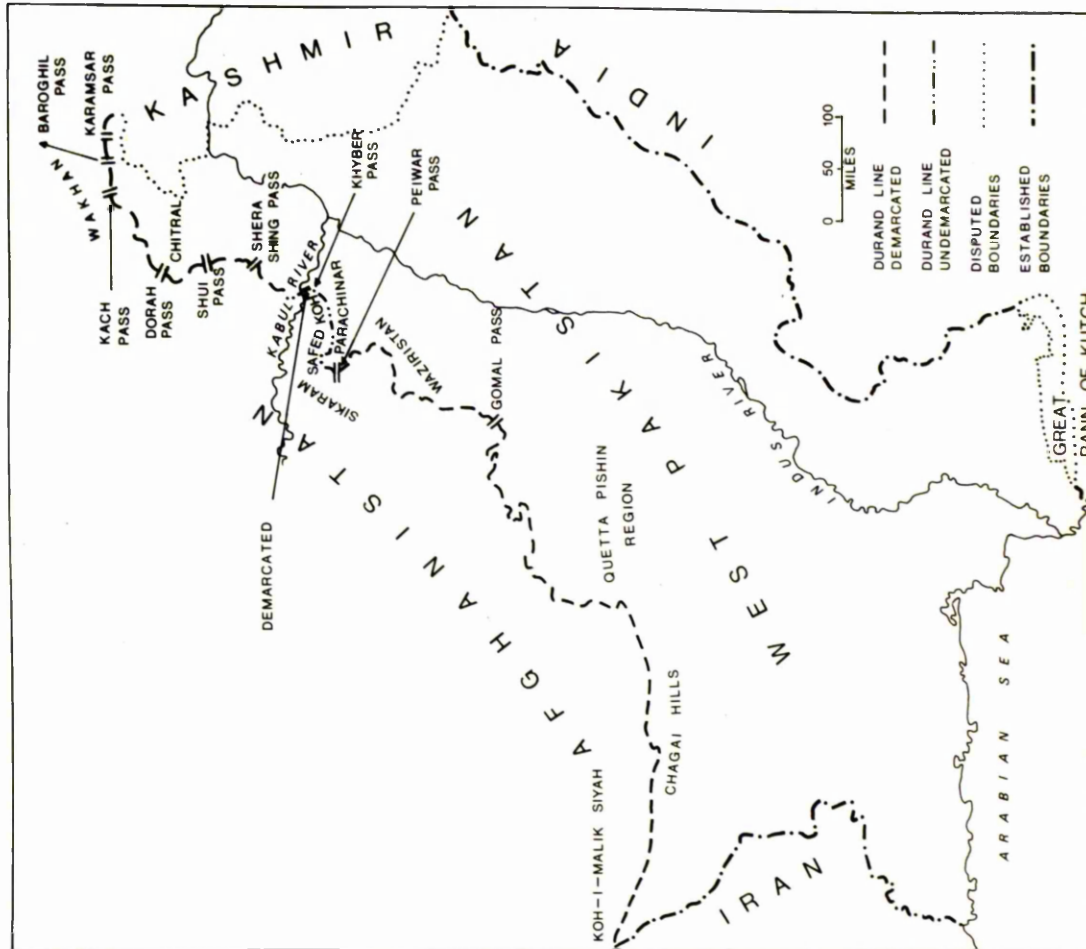 BAROGHIL
PASS
KARAMSAR
PASS
WAKHAN
KASHMIR
KACH
PASS
DORAH
PASS
CHITRAL
SHUI
PASS
SHERA
SHING PASS
KABUL RIVER
KHYBER
PASS
SAFED KOH
PARACHINAR
PEIWAR
PASS
SIKARAM
WAZIRISTAN
DEMARCATED
GOMAL PASS
AFGHANISTAN
QUETTA PISHIN
REGION
WEST PAKISTAN
INDUS RIVER
INDIA
KOH-I-MALIK SIYAH
CHAGAI HILLS
IRAN
ARABIAN SEA
GREAT
RANN OF KUTCH
0 50 100
MILES
DURAND LINE
DEMARCATED
DURAND LINE
UNDEMARCATED
DISPUTED
BOUNDARIES
ESTABLISHED
BOUNDARIES